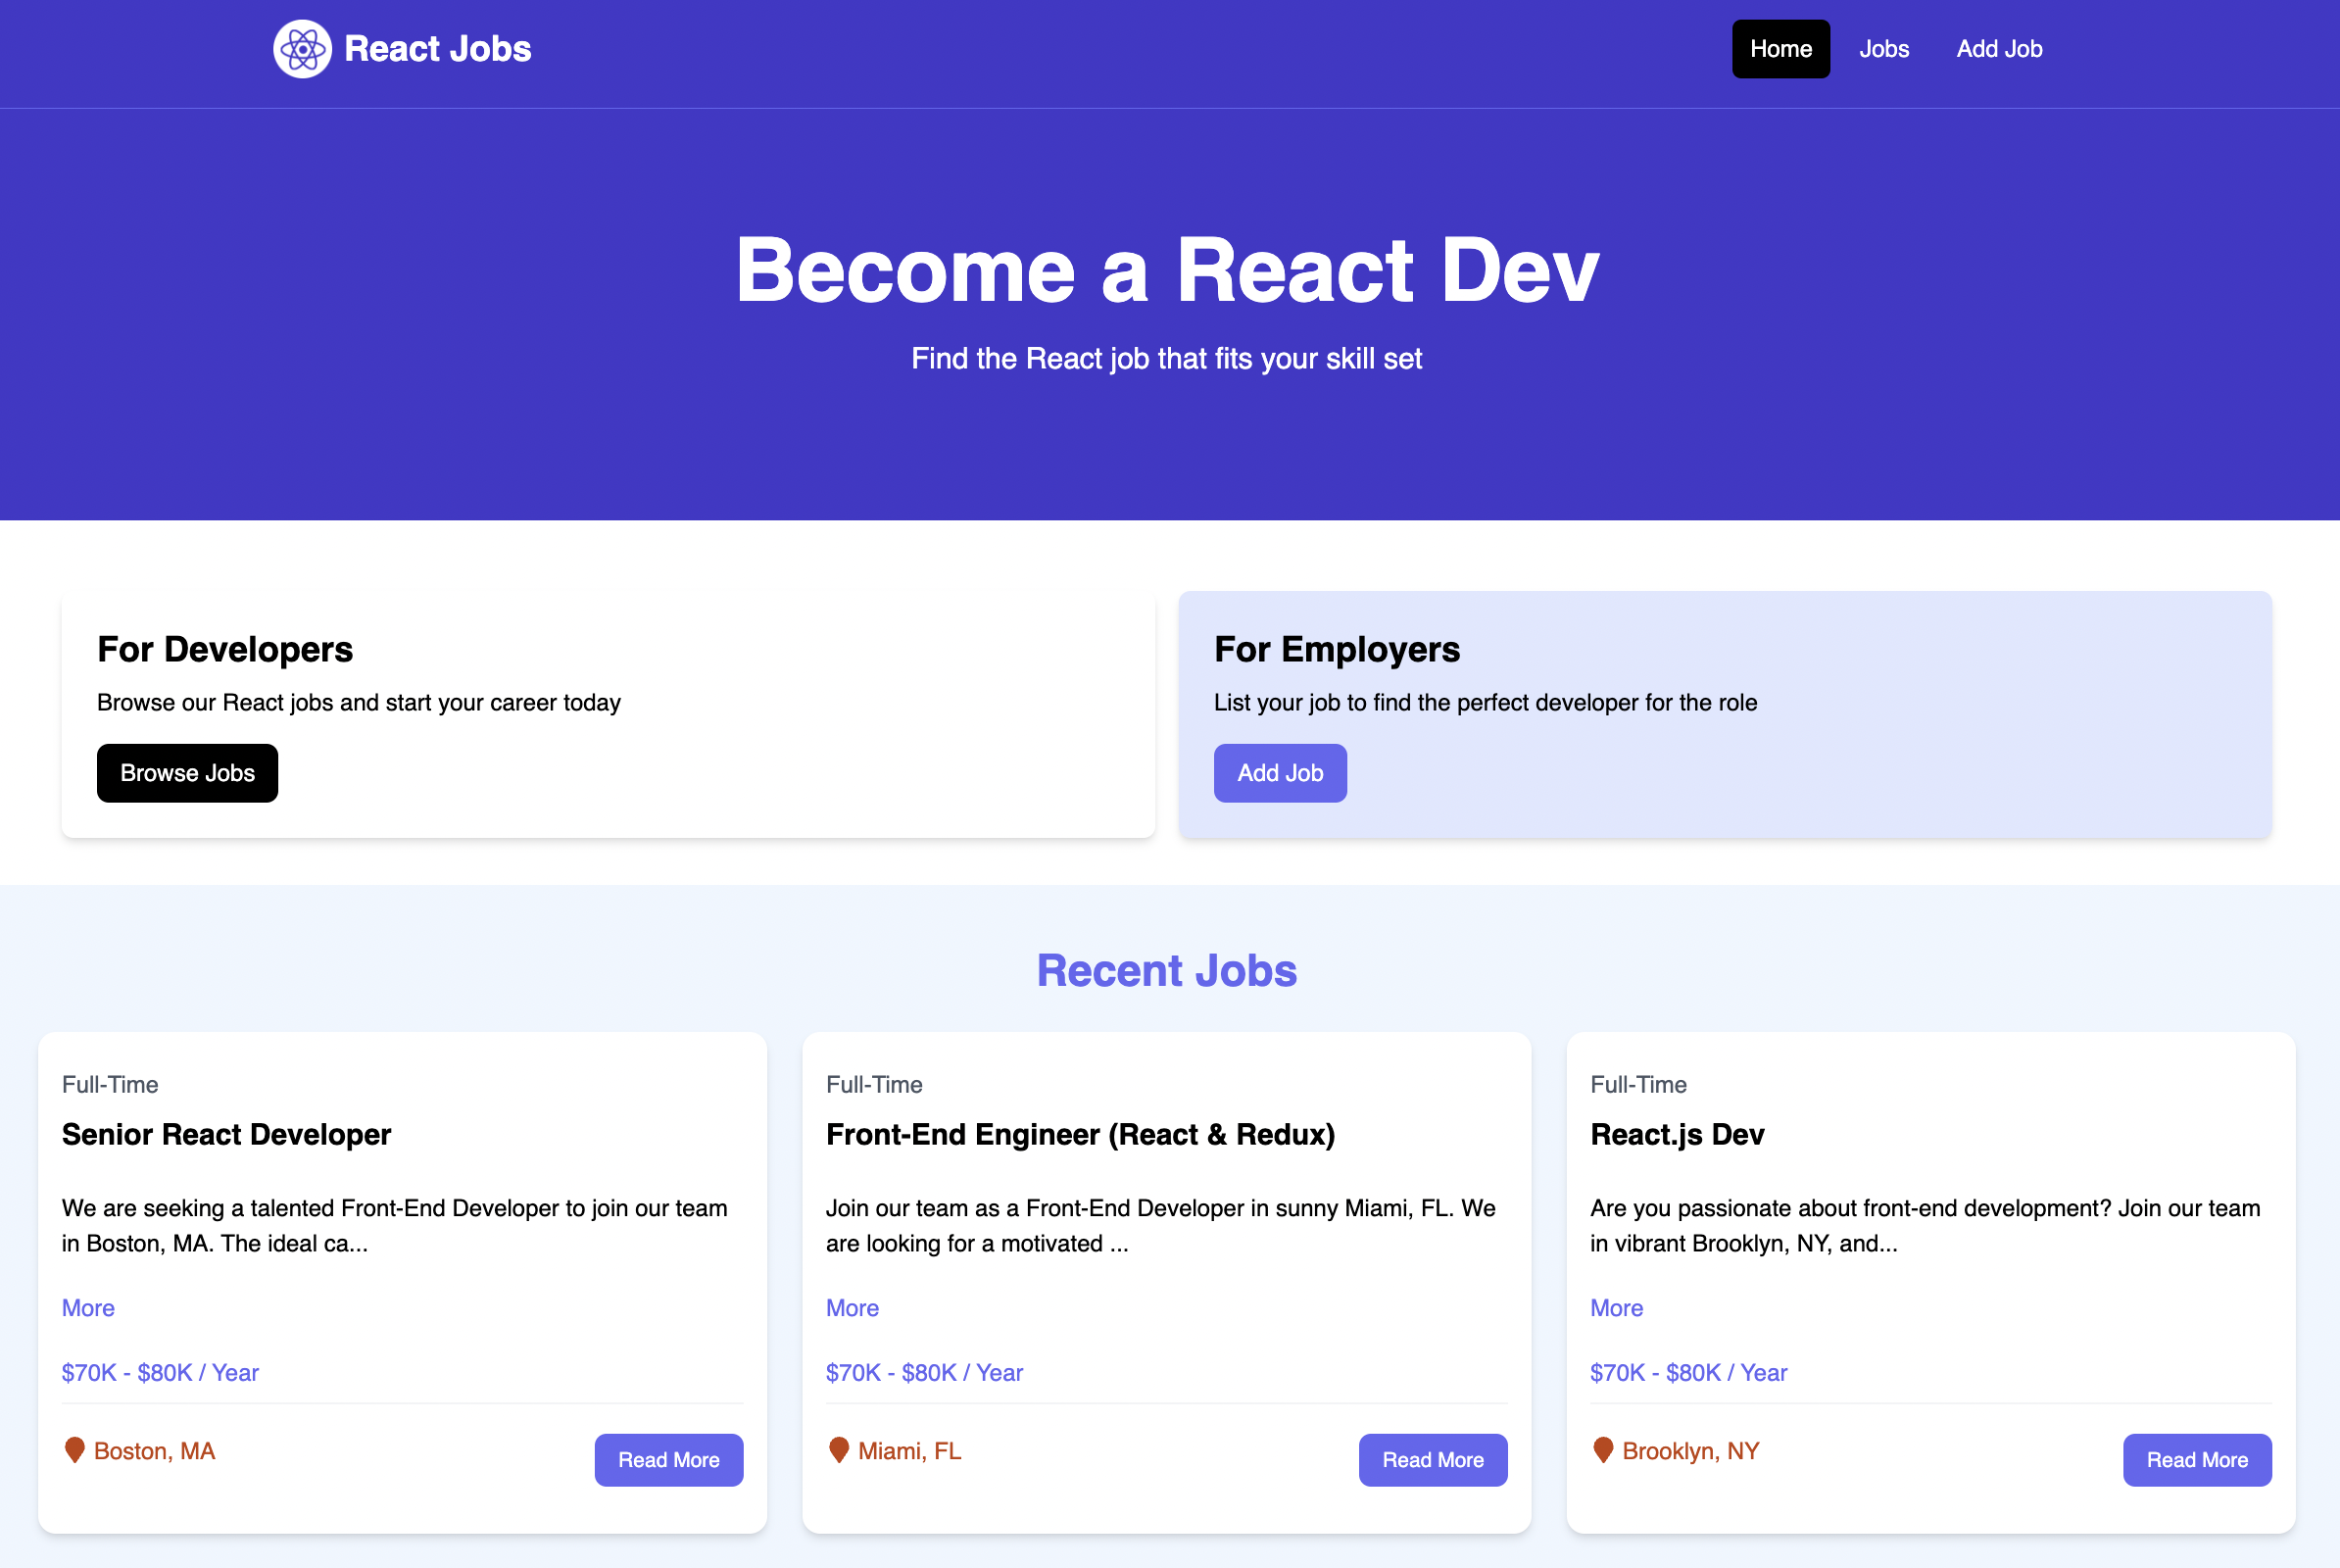 React Jobs
Home
Jobs
Add Job
Become a React Dev
Find the React job that fits your skill set
For Developers
Browse our React jobs and start your career today
Browse Jobs
For Employers
List your job to find the perfect developer for the role
Add Job
Recent Jobs
Full-Time
Senior React Developer
We are seeking a talented Front-End Developer to join our team
in Boston, MA. The ideal ca...
More
$70K - $80K / Year
Boston, MA
Read More
Full-Time
Front-End Engineer (React & Redux)
Join our team as a Front-End Developer in sunny Miami, FL. We
are looking for a motivated ...
More
$70K - $80K / Year
Miami, FL
Read More
Full-Time
React.js Dev
Are you passionate about front-end development? Join our team
in vibrant Brooklyn, NY, and...
More
$70K - $80K / Year
Brooklyn, NY
Read More